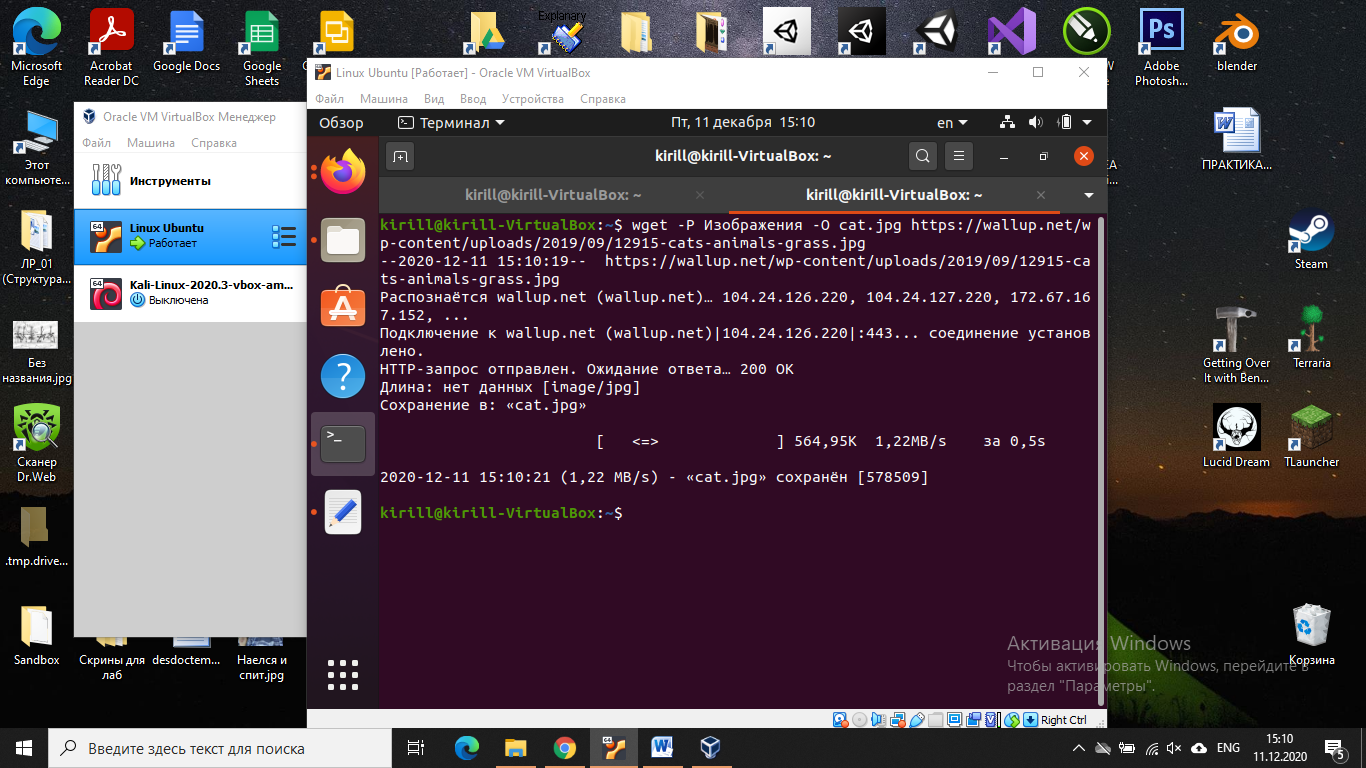 Microsoft
Edge
Acrobat
Reader DC
Google Docs
Google
Sheets
Explanary
Adobe
Photosh...
blender
Этот
компьюте...
ЛР_01
(Структура...
Без
названия.jpg
Сканер
Dr.Web
.tmp.drive...
Sandbox
Скрины для
лаб
desdoctem...
Наелся и
спит.jpg
ПРАКТИКА...
Steam
Getting Over
It with Ben...
Terraria
Lucid Dream
TLauncher
Корзина
Oracle VM VirtualBox Менеджер
Файл Машина Справка
Инструменты
64
Linux Ubuntu
Работает
64
Kali-Linux-2020.3-vbox-am...
Выключена
Linux Ubuntu [Работает] - Oracle VM VirtualBox
Файл Машина Вид Ввод Устройства Справка
Обзор Терминал Пт, 11 декабря 15:10 en
kirill@kirill-VirtualBox: ~
kirill@kirill-VirtualBox: ~ kirill@kirill-VirtualBox: ~
kirill@kirill-VirtualBox:~$ wget -P Изображения -O cat.jpg https://wallup.net/w
p-content/uploads/2019/09/12915-cats-animals-grass.jpg
--2020-12-11 15:10:19-- https://wallup.net/wp-content/uploads/2019/09/12915-ca
ts-animals-grass.jpg
Распознаётся wallup.net (wallup.net)… 104.24.126.220, 104.24.127.220, 172.67.16
7.152, ...
Подключение к wallup.net (wallup.net)|104.24.126.220|:443... соединение установ
лено.
HTTP-запрос отправлен. Ожидание ответа… 200 OK
Длина: нет данных [image/jpg]
Сохранение в: «cat.jpg»
[ <=> ] 564,95K 1,22MB/s за 0,5s
2020-12-11 15:10:21 (1,22 MB/s) - «cat.jpg» сохранён [578509]
kirill@kirill-VirtualBox:~$
Активация Windows
Чтобы активировать Windows, перейдите в
раздел "Параметры".
Right Ctrl
Введите здесь текст для поиска
ENG
15:10
11.12.2020
5